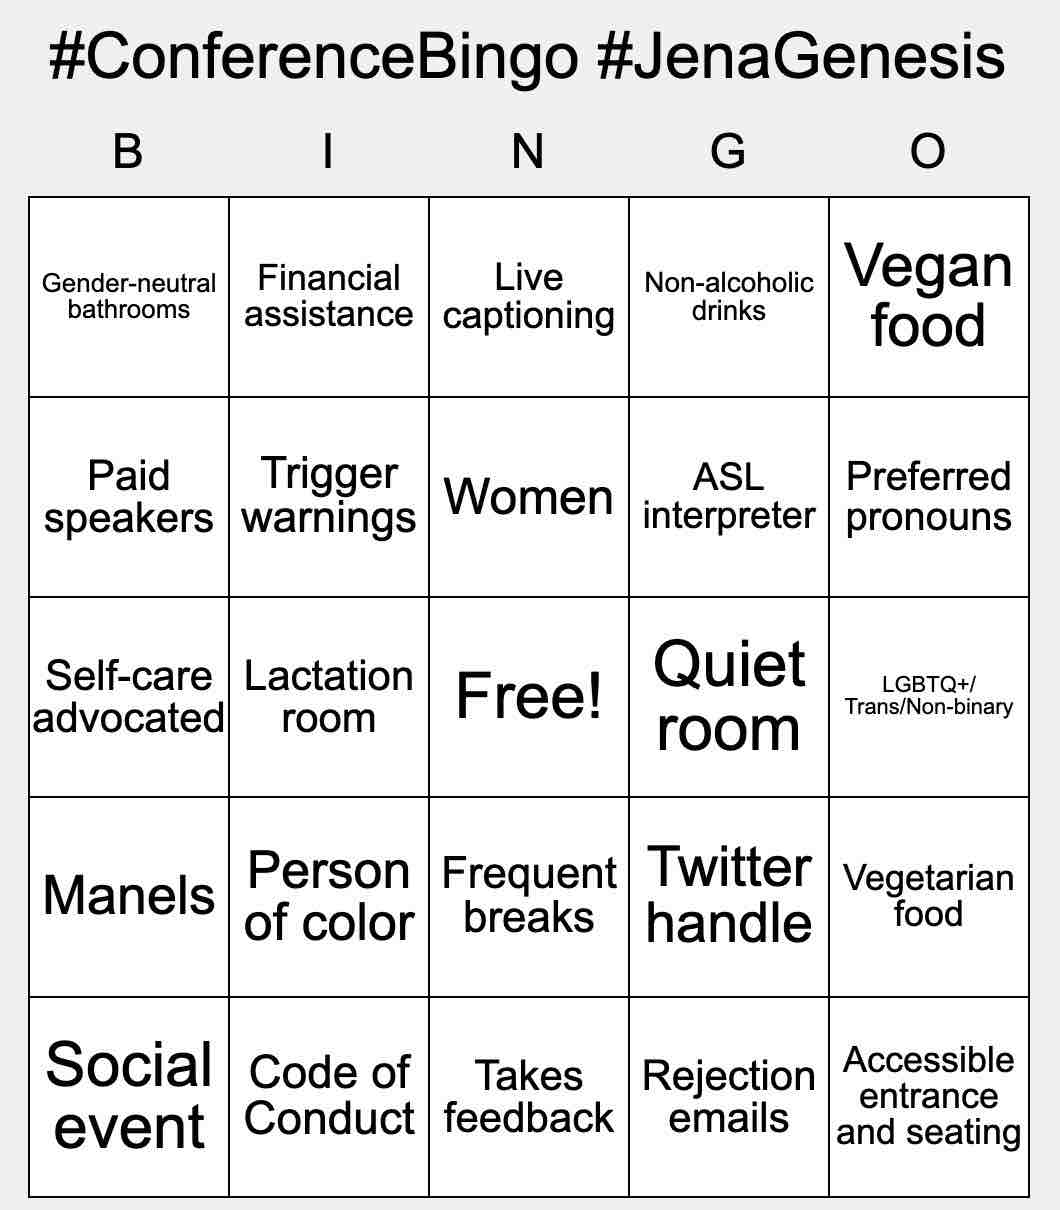 #ConferenceBingo #JenaGenesis
B I N G O
Gender-neutral
bathrooms
Financial
assistance
Live
captioning
Non-alcoholic
drinks
Vegan
food
Paid
speakers
Trigger
warnings
Women
ASL
interpreter
Preferred
pronouns
Self-care
advocated
Lactation
room
Free!
Quiet
room
LGBTQ+/
Trans/Non-binary
Manels
Person
of color
Frequent
breaks
Twitter
handle
Vegetarian
food
Social
event
Code of
Conduct
Takes
feedback
Rejection
emails
Accessible
entrance
and seating